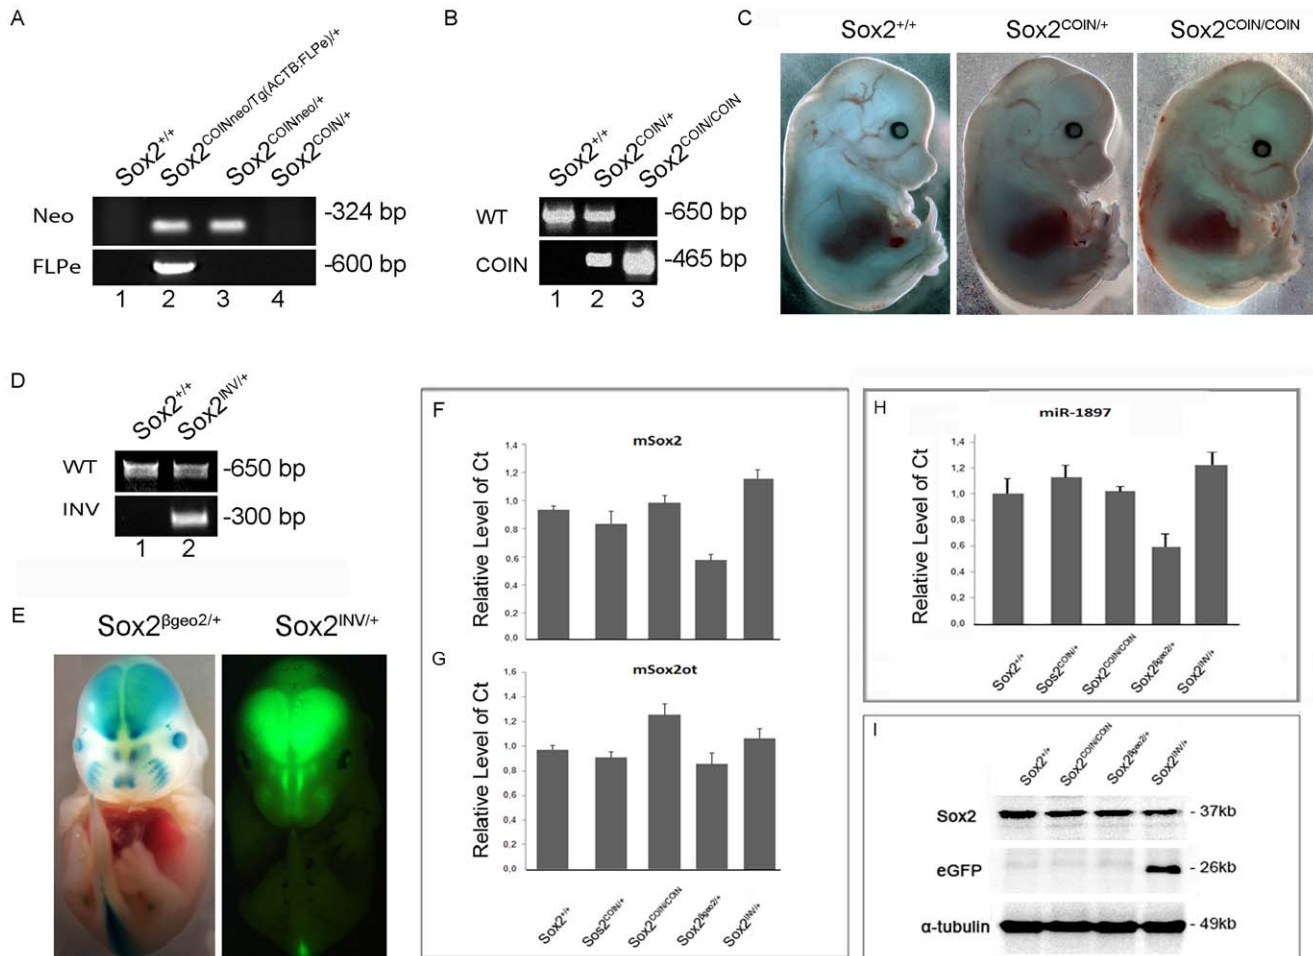 A
Sox2+/+
Sox2COINneo/Tg(ACTB:FLPe)/+
Sox2COINneo/+
Sox2COIN/+
Neo
-324 bp
FLPe
-600 bp
1 2 3 4
B
Sox2+/+
Sox2COIN/+
Sos2COIN/COIN
WT
-650 bp
COIN
-465 bp
1 2 3
C
Sox2+/+
Sox2COIN/+
Sox2COIN/COIN
D
Sox2+/+
Sox2INV/+
WT
-650 bp
INV
-300 bp
1 2
E
Sox2βgeo2/+
Sox2INV/+
F
mSox2
Relative Level of Ct
1,4
1,2
1,0
0,8
0,6
0,4
0,2
0,0
G
mSox2ot
Relative Level of Ct
1,6
1,4
1,2
1,0
0,8
0,6
0,4
0,2
0,0
Sox2+/+
Sos2COIN/+
Sox2COIN/COIN
Sox2βgeo2/+
Sox2INV/+
H
miR-1897
Relative Level of Ct
1,4
1,2
1,0
0,8
0,6
0,4
0,2
0,0
Sox2+/+
Sos2COIN/+
Sox2COIN/COIN
Sox2βgeo2/+
Sox2INV/+
I
Sox2+/+
Sox2COIN/COIN
Sox2βgeo2/+
Sox2INV/+
Sox2
- 37kb
eGFP
- 26kb
α-tubulin
- 49kb